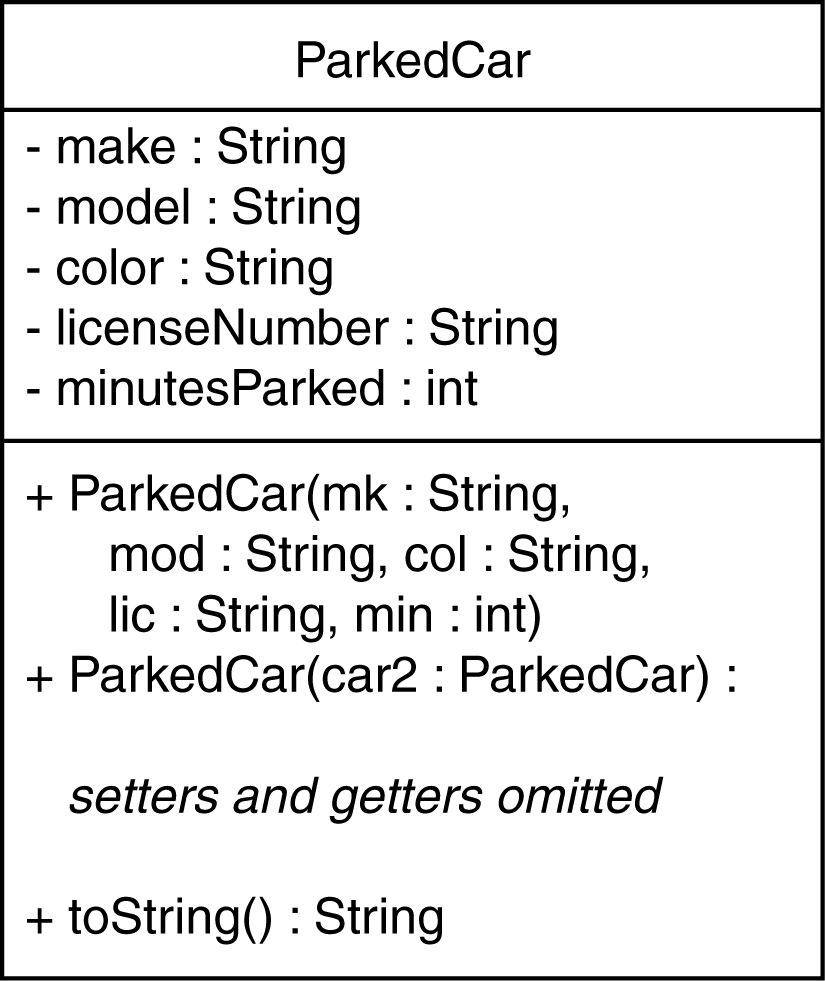 ParkedCar
- make : String
- model : String
- color : String
- licenseNumber : String
- minutesParked : int
+ ParkedCar(mk : String,
mod : String, col : String,
lic : String, min : int)
+ ParkedCar(car2 : ParkedCar) :
setters and getters omitted
+ toString() : String